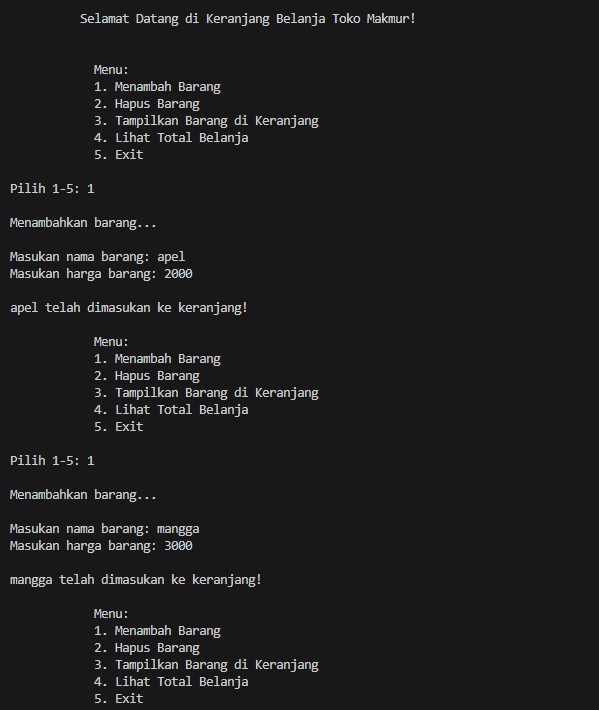 Selamat Datang di Keranjang Belanja Toko Makmur!
Menu:
1. Menambah Barang
2. Hapus Barang
3. Tampilkan Barang di Keranjang
4. Lihat Total Belanja
5. Exit
Pilih 1-5: 1
Menambahkan barang...
Masukan nama barang: apel
Masukan harga barang: 2000
apel telah dimasukan ke keranjang!
Menu:
1. Menambah Barang
2. Hapus Barang
3. Tampilkan Barang di Keranjang
4. Lihat Total Belanja
5. Exit
Pilih 1-5: 1
Menambahkan barang...
Masukan nama barang: mangga
Masukan harga barang: 3000
mangga telah dimasukan ke keranjang!
Menu:
1. Menambah Barang
2. Hapus Barang
3. Tampilkan Barang di Keranjang
4. Lihat Total Belanja
5. Exit